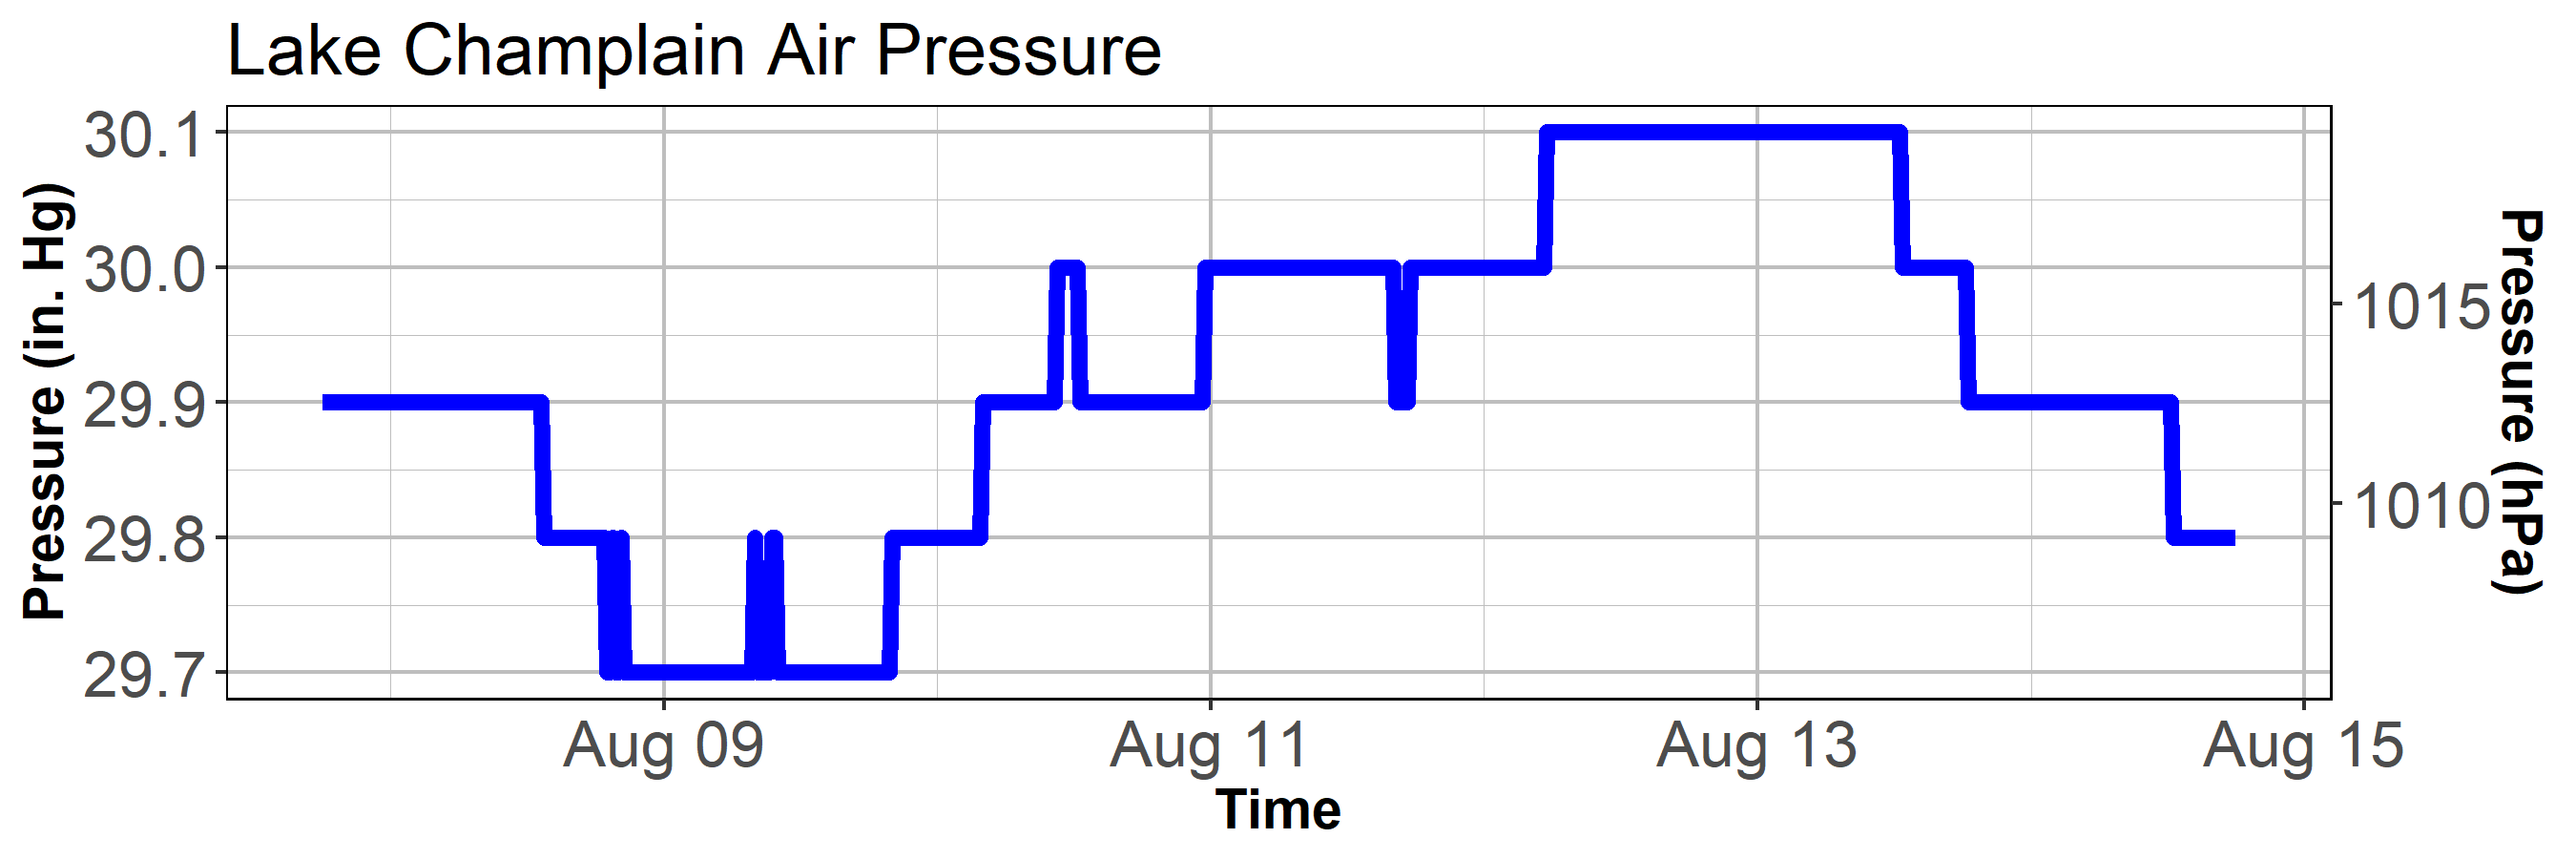 Lake Champlain Air Pressure
Pressure (in. Hg)
30.1
30.0
29.9
29.8
29.7
1015
1010
Pressure (hPa)
Aug 09 Aug 11 Aug 13 Aug 15
Time